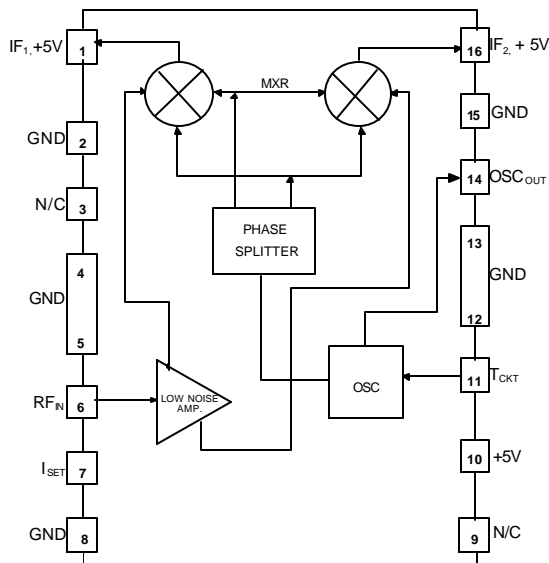 IF1,+5V
1
16
IF2, + 5V
MXR
15
GND
GND
2
14
OSCOUT
N/C
3
PHASE
SPLITTER
13
4
GND
GND
12
5
OSC
11
TCKT
LOW NOISE
AMP.
RFIN
6
10
+5V
ISET
7
GND
8
9
N/C